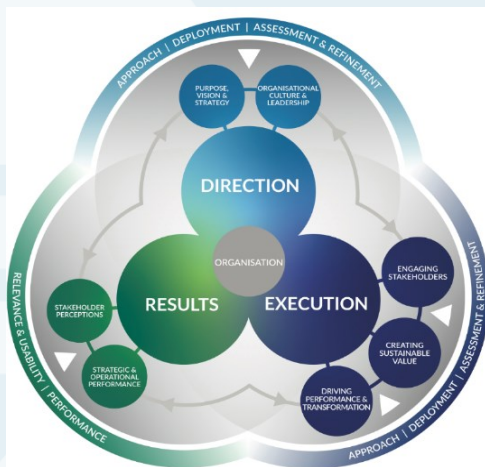 APPROACH | DEPLOYMENT | ASSESSMENT & REFINEMENT
PURPOSE,
VISION &
STRATEGY
ORGANISATIONAL
CULTURE &
LEADERSHIP
DIRECTION
ORGANISATION
RESULTS
EXECUTION
ENGAGING
STAKEHOLDERS
CREATING
SUSTAINABLE
VALUE
DRIVING
PERFORMANCE &
TRANSFORMATION
STAKEHOLDER
PERCEPTIONS
STRATEGIC &
OPERATIONAL
PERFORMANCE
RELEVANCE & USABILITY | PERFORMANCE
APPROACH | DEPLOYMENT | ASSESSMENT & REFINEMENT